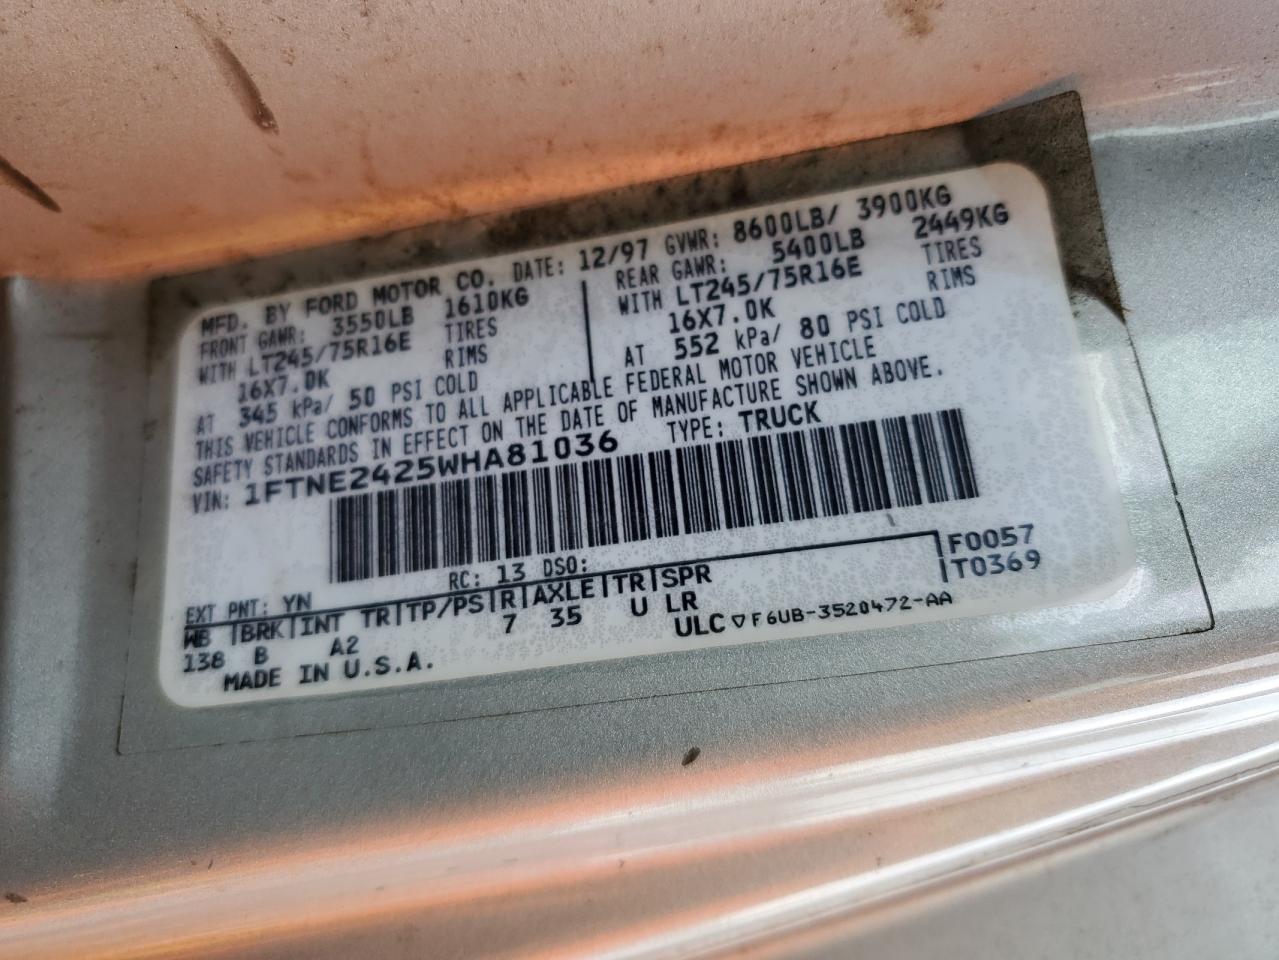 MFD. BY FORD MOTOR CO. DATE: 12/97 GVWR: 8600LB/ 3900KG
FRONT GAWR: 3550LB 1610KG
WITH LT245/75R16E TIRES
16X7.0K RIMS
AT 345 kPa/ 50 PSI COLD
REAR GAWR: 5400LB 2449KG
WITH LT245/75R16E TIRES
16X7.0K RIMS
AT 552 kPa/ 80 PSI COLD
THIS VEHICLE CONFORMS TO ALL APPLICABLE FEDERAL MOTOR VEHICLE
SAFETY STANDARDS IN EFFECT ON THE DATE OF MANUFACTURE SHOWN ABOVE.
VIN: 1FTNE2425WHA81036 TYPE: TRUCK
F0057
T0369
EXT PNT: YN RC: 13 DSO:
WB |BRK|INT TR|TP/PS|R|AXLE|TR|SPR
138 B A2 7 35 U LR
MADE IN U.S.A. ULC ▽F6UB-3520472-AA